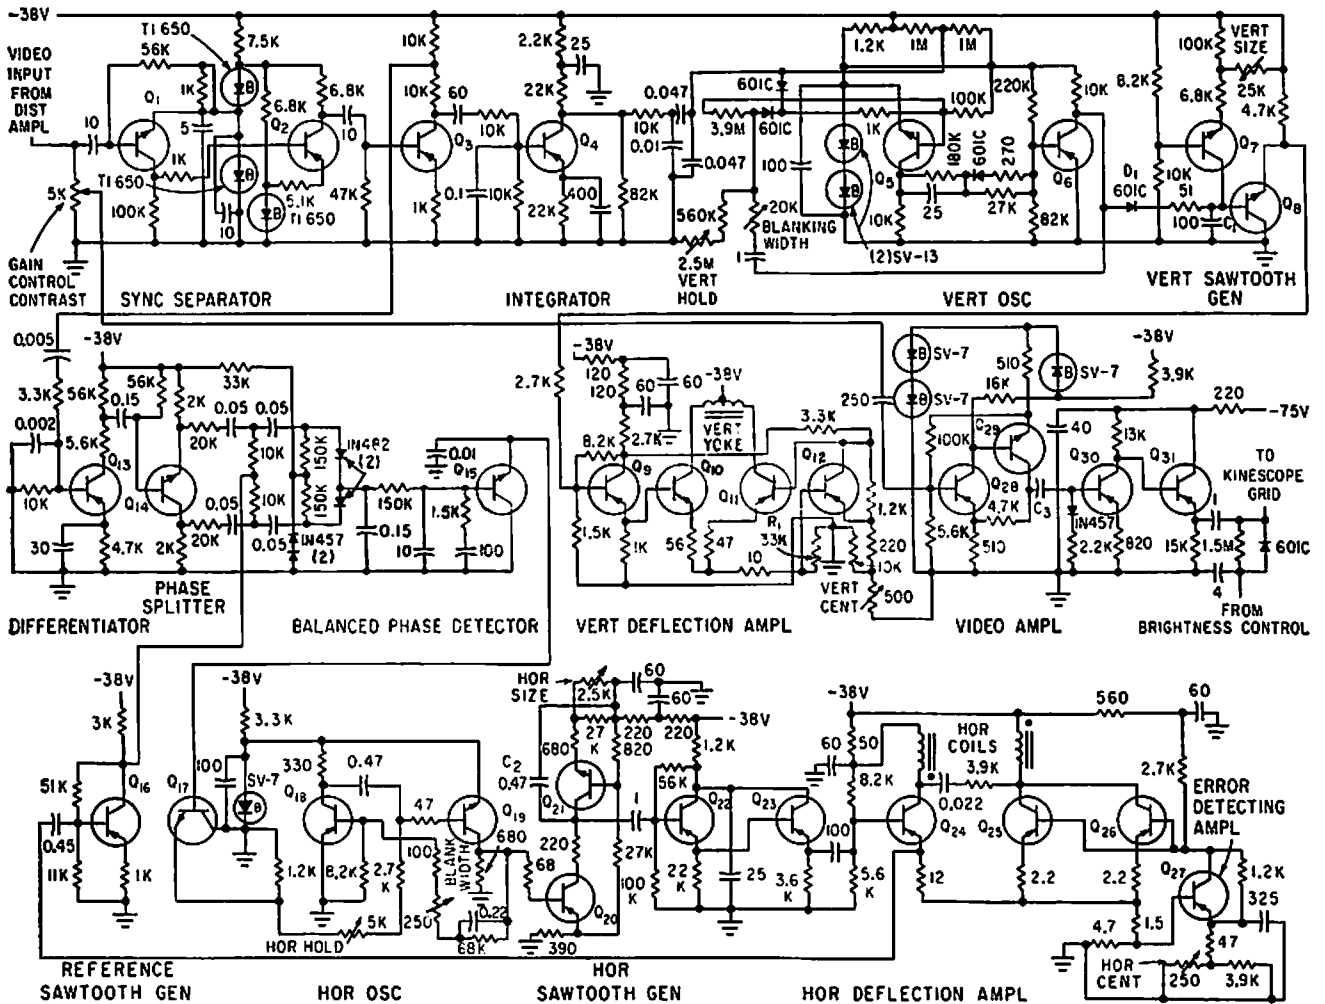 -38V
VIDEO
INPUT
FROM
DIST
AMPL
TI 650
7.5K
56K
1K
Q1
10
5
6.8K
6.8K
Q2
10
1K
TI 650
5K
100K
5.1K
TI 650
10
47K
GAIN
CONTROL
CONTRAST
SYNC SEPARATOR
10K
10K
60
Q3
10K
1K
0.1
10K
2.2K
25
22K
Q4
400
22K
82K
10K
0.01
0.047
0.047
INTEGRATOR
560K
2.5M
VERT
HOLD
601C
3.9M
601C
20K
BLANKING
WIDTH
1
1.2K
1M
1M
1K
100K
100
Q5
180K
601C
270
25
27K
10K
(2)SV-13
220K
10K
Q6
82K
VERT OSC
8.2K
100K
VERT
SIZE
25K
6.8K
4.7K
Q7
D1
601C
10K
51
100
C1
Q8
VERT SAWTOOTH
GEN
0.005
-38V
3.3K
56K
56K
33K
0.15
2K
0.002
5.6K
Q13
10K
30
4.7K
Q14
20K
0.05
0.05
10K
10K
20K
0.05
0.05
2K
150K
150K
1N482
(2)
1N457
(2)
0.15
150K
10
0.01
Q15
1.5K
100
DIFFERENTIATOR
PHASE
SPLITTER
BALANCED PHASE DETECTOR
-38V
2.7K
120
120
60
60
-38V
8.2K
2.7K
VERT
YOKE
3.3K
Q9
Q10
Q11
Q12
1.5K
1K
56
47
10
R1
33K
1.2K
220
10K
VERT
CENT
500
VERT DEFLECTION AMPL
250
SV-7
SV-7
510
SV-7
-38V
3.9K
16K
100K
Q29
40
Q28
4.7K
C3
5.6K
510
1N457
2.2K
Q30
13K
820
Q31
220
-75V
TO
KINESCOPE
GRID
1
15K
1.5M
601C
4
FROM
BRIGHTNESS CONTROL
VIDEO AMPL
-38V
3K
51K
Q16
0.45
11K
1K
REFERENCE
SAWTOOTH GEN
-38V
3.3K
Q17
100
SV-7
330
Q18
0.47
47
Q19
1.2K
8.2K
2.7
K
100
BLANK
WIDTH
680
250
0.22
68K
HOR HOLD
5K
HOR OSC
HOR
SIZE
2.5K
60
60
C2
0.47
680
27
K
220
220
820
-38V
Q21
220
68
Q20
390
27K
HOR
SAWTOOTH GEN
1
1.2K
56K
Q22
Q23
100
K
22
K
25
3.6
K
100
5.6
K
-38V
60
50
8.2K
HOR
COILS
3.9K
0.022
Q24
Q25
Q26
12
2.2
2.2
560
60
2.7K
ERROR
DETECTING
AMPL
Q27
1.2K
325
1.5
4.7
47
HOR
CENT
250
3.9K
HOR DEFLECTION AMPL